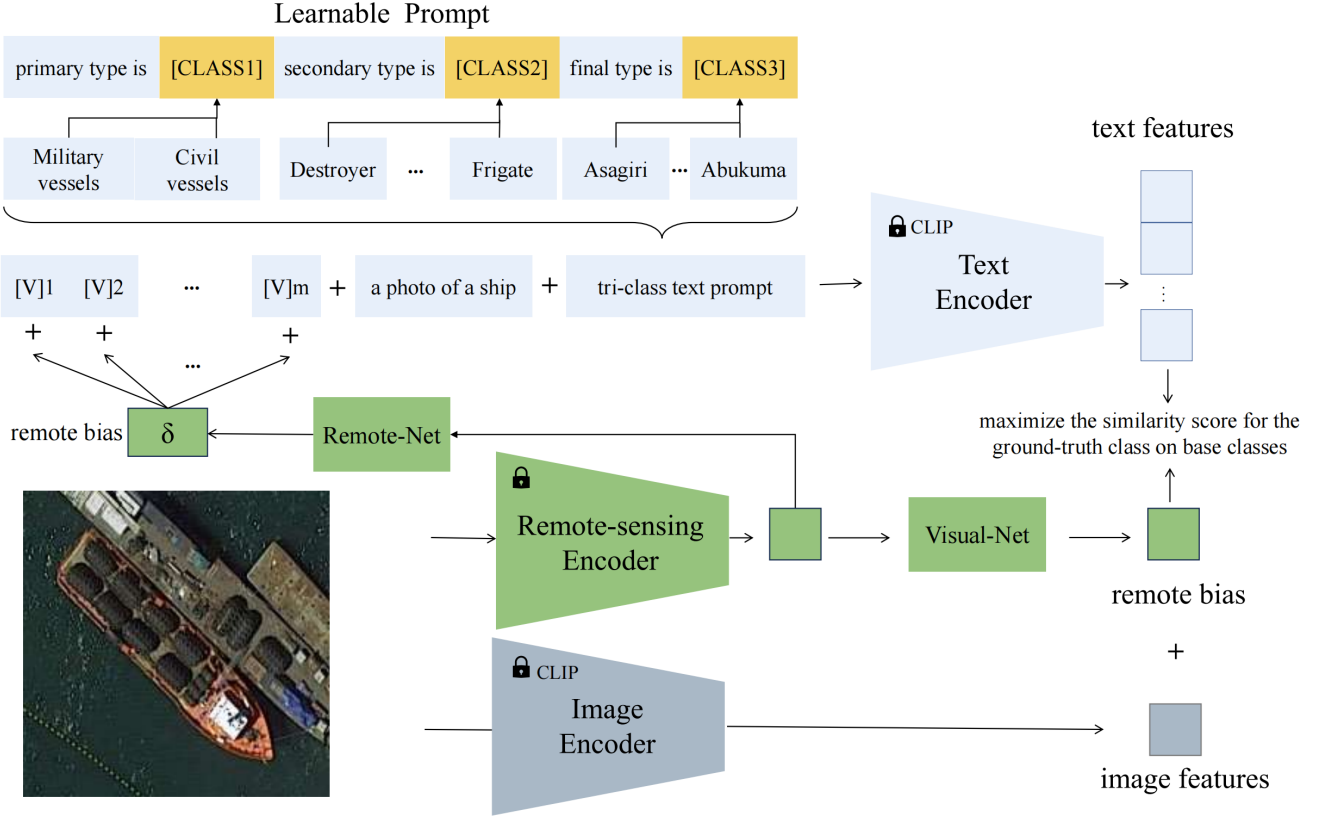 Learnable Prompt
primary type is [CLASS1] secondary type is [CLASS2] final type is [CLASS3]
Military vessels
Civil vessels
Destroyer
...
Frigate
Asagiri
...
Abukuma
[V]1 [V]2 ... [V]m + a photo of a ship + tri-class text prompt
+ + +
...
CLIP
Text
Encoder
text features
⋮
maximize the similarity score for the
ground-truth class on base classes
remote bias
δ
Remote-Net
Remote-sensing
Encoder
Visual-Net
remote bias
+
CLIP
Image
Encoder
image features